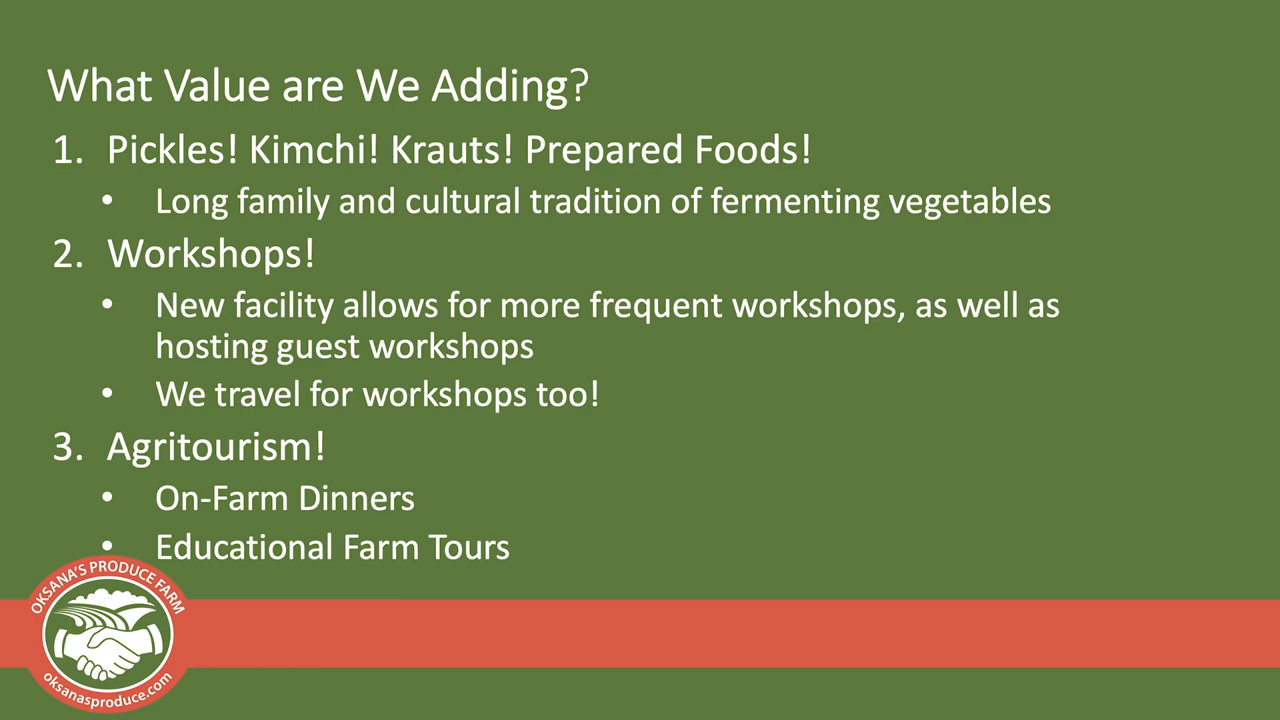 What Value are We Adding?
1. Pickles! Kimchi! Krauts! Prepared Foods!
• Long family and cultural tradition of fermenting vegetables
2. Workshops!
• New facility allows for more frequent workshops, as well as
hosting guest workshops
• We travel for workshops too!
3. Agritourism!
• On-Farm Dinners
• Educational Farm Tours
OKSANA'S PRODUCE FARM
oksanasproduce.com